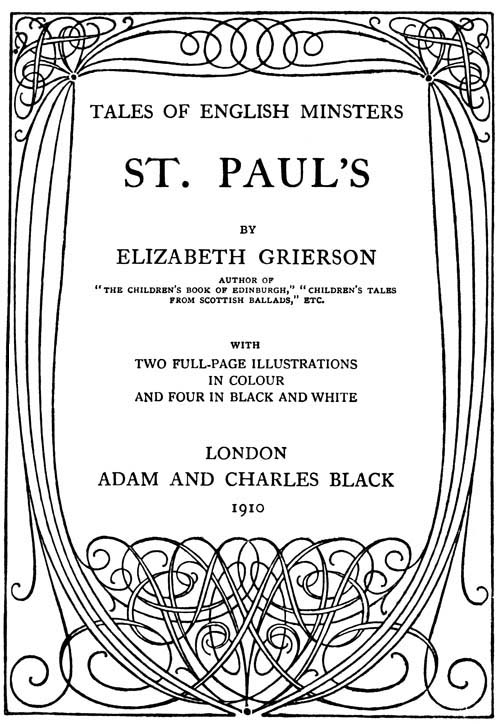 TALES OF ENGLISH MINSTERS
ST. PAUL'S
BY
ELIZABETH GRIERSON
AUTHOR OF
"THE CHILDREN'S BOOK OF EDINBURGH," "CHILDREN'S TALES
FROM SCOTTISH BALLADS," ETC.
WITH
TWO FULL-PAGE ILLUSTRATIONS
IN COLOUR
AND FOUR IN BLACK AND WHITE
LONDON
ADAM AND CHARLES BLACK
1910